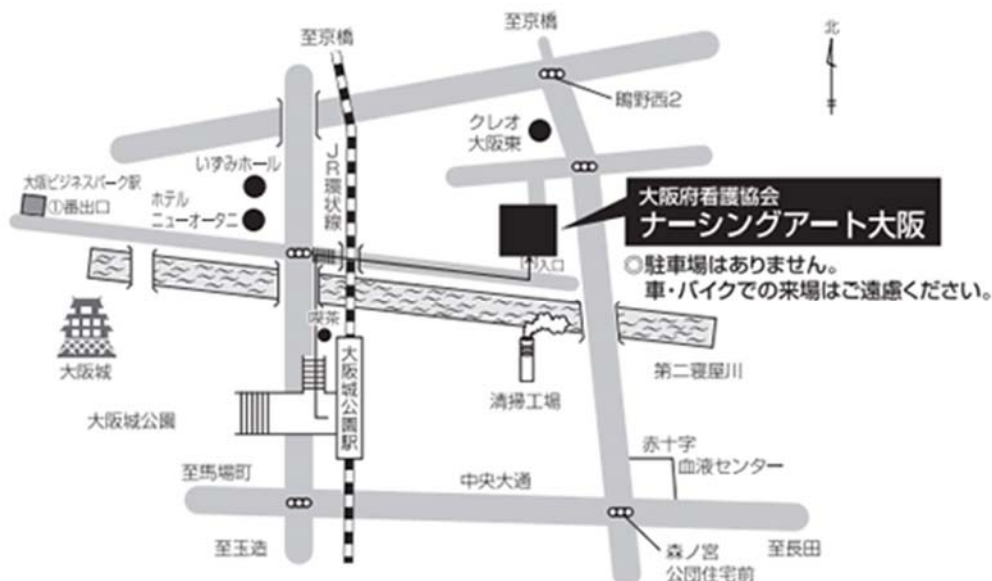 至京橋
至京橋
北
鴫野西2
クレオ
大阪東
いずみホール
JR環状線
大阪ビジネスパーク駅
①番出口
ホテル
ニューオータニ
大阪府看護協会
ナーシングアート大阪
入口
◎駐車場はありません。
車・バイクでの来場はご遠慮ください。
喫茶
大阪城
大阪城公園駅
第二寝屋川
清掃工場
大阪城公園
赤十字
血液センター
至馬場町
中央大通
至玉造
森ノ宮
公団住宅前
至長田